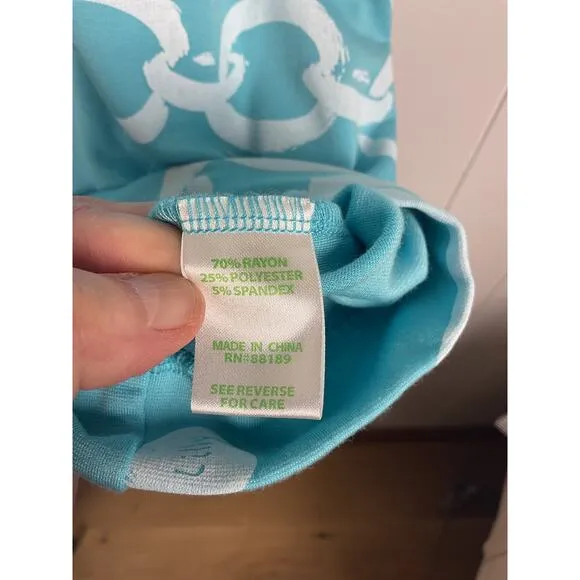 70% RAYON
25% POLYESTER
5% SPANDEX
MADE IN CHINA
RN#88189
SEE REVERSE
FOR CARE